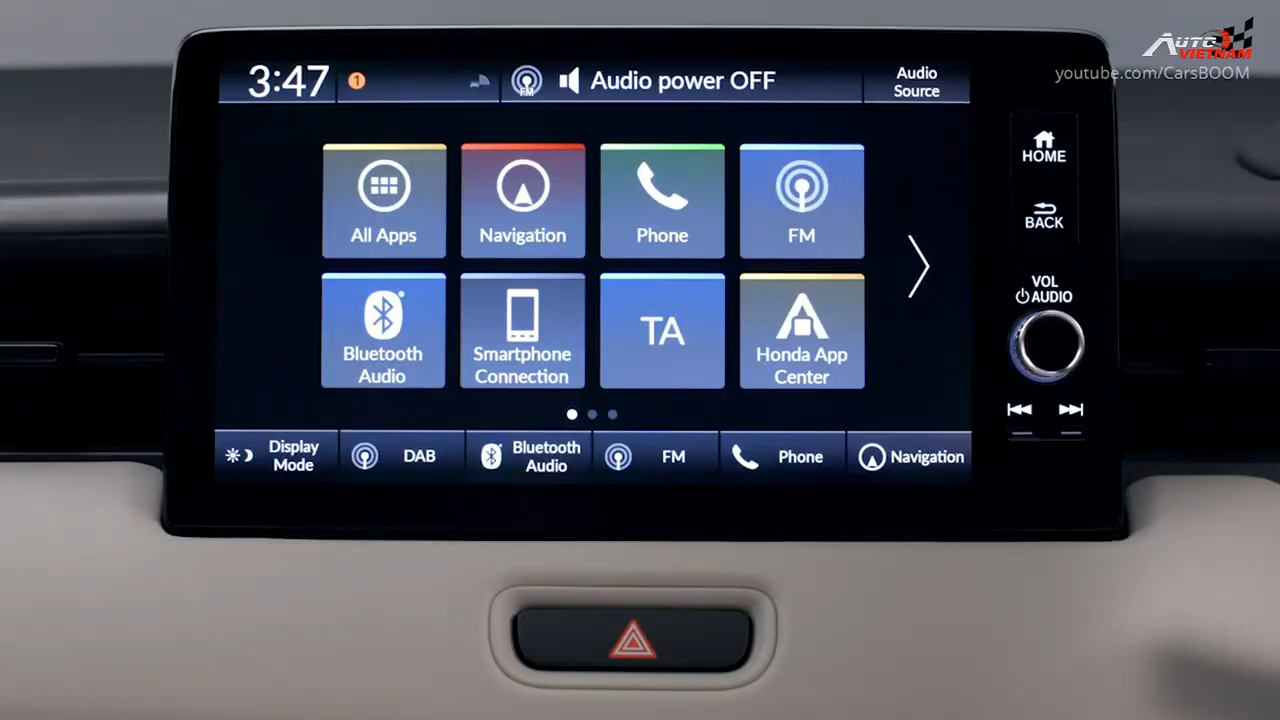 AUTO
VIETNAM
youtube.com/CarsBOOM
3:47
1
FM
Audio power OFF
Audio
Source
HOME
BACK
VOL
AUDIO
All Apps
Navigation
Phone
FM
Bluetooth
Audio
Smartphone
Connection
TA
Honda App
Center
Display
Mode
DAB
Bluetooth
Audio
FM
Phone
Navigation